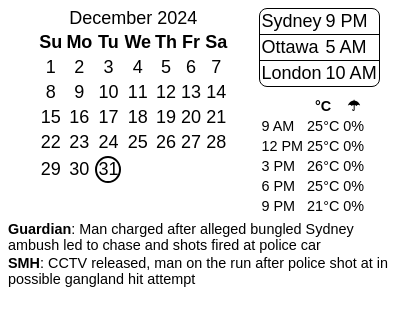 December 2024
Su Mo Tu We Th Fr Sa
1 2 3 4 5 6 7
8 9 10 11 12 13 14
15 16 17 18 19 20 21
22 23 24 25 26 27 28
29 30 31
Sydney 9 PM
Ottawa 5 AM
London 10 AM
°C ☂
9 AM 25°C 0%
12 PM 25°C 0%
3 PM 26°C 0%
6 PM 25°C 0%
9 PM 21°C 0%
Guardian: Man charged after alleged bungled Sydney
ambush led to chase and shots fired at police car
SMH: CCTV released, man on the run after police shot at in
possible gangland hit attempt